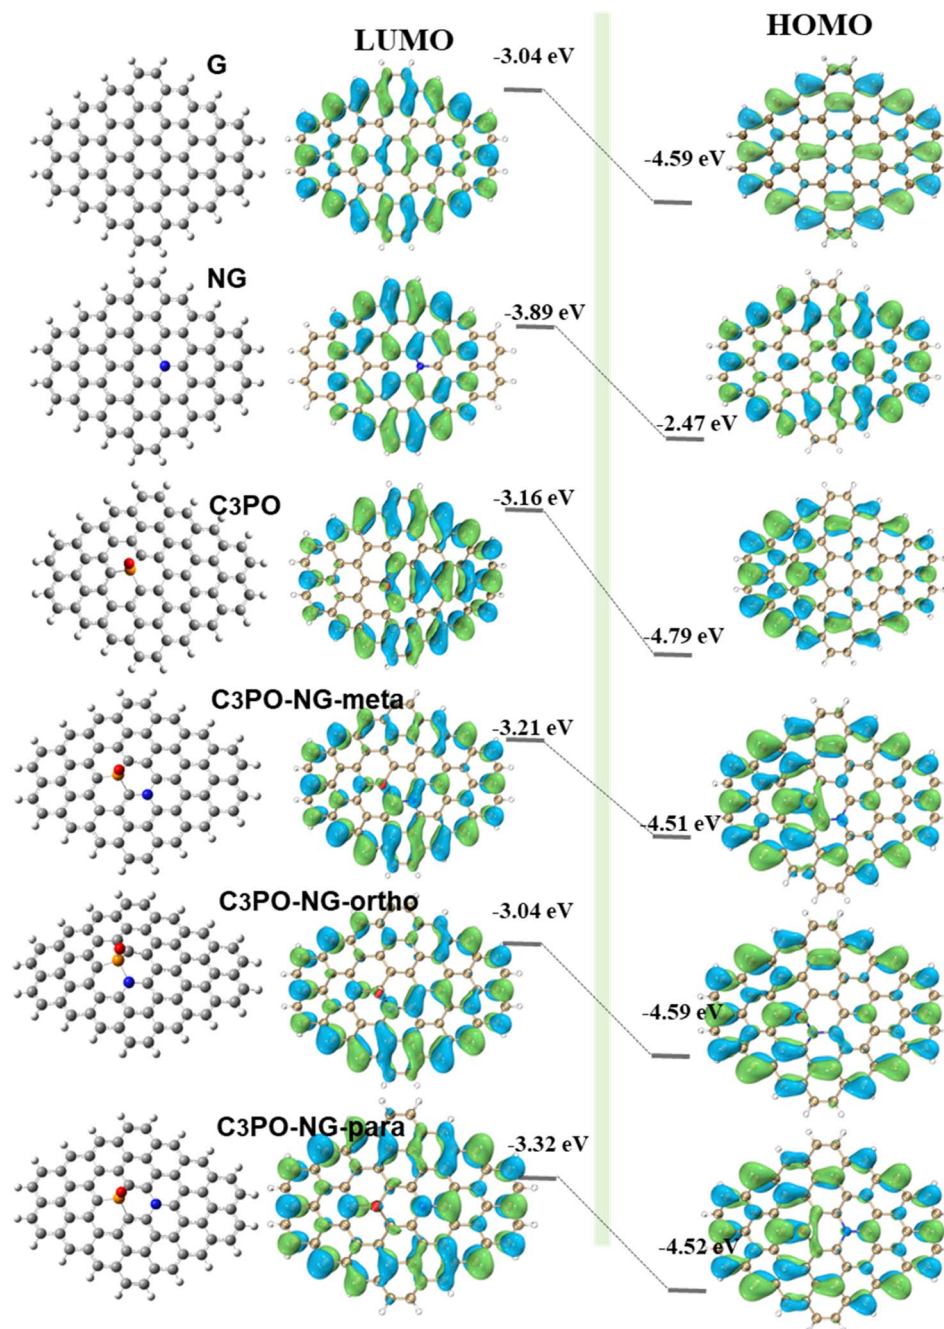 LUMO
HOMO
G
-3.04 eV
-4.59 eV
NG
-3.89 eV
-2.47 eV
C3PO
-3.16 eV
-4.79 eV
C3PO-NG-meta
-3.21 eV
-4.51 eV
C3PO-NG-ortho
-3.04 eV
-4.59 eV
C3PO-NG-para
-3.32 eV
-4.52 eV